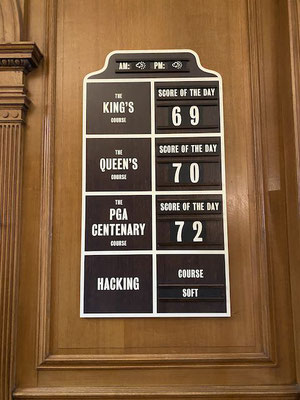 AM: PM:
THE
KING'S
COURSE
SCORE OF THE DAY
69
THE
QUEEN'S
COURSE
SCORE OF THE DAY
70
THE
PGA
CENTENARY
COURSE
SCORE OF THE DAY
72
HACKING
COURSE
SOFT